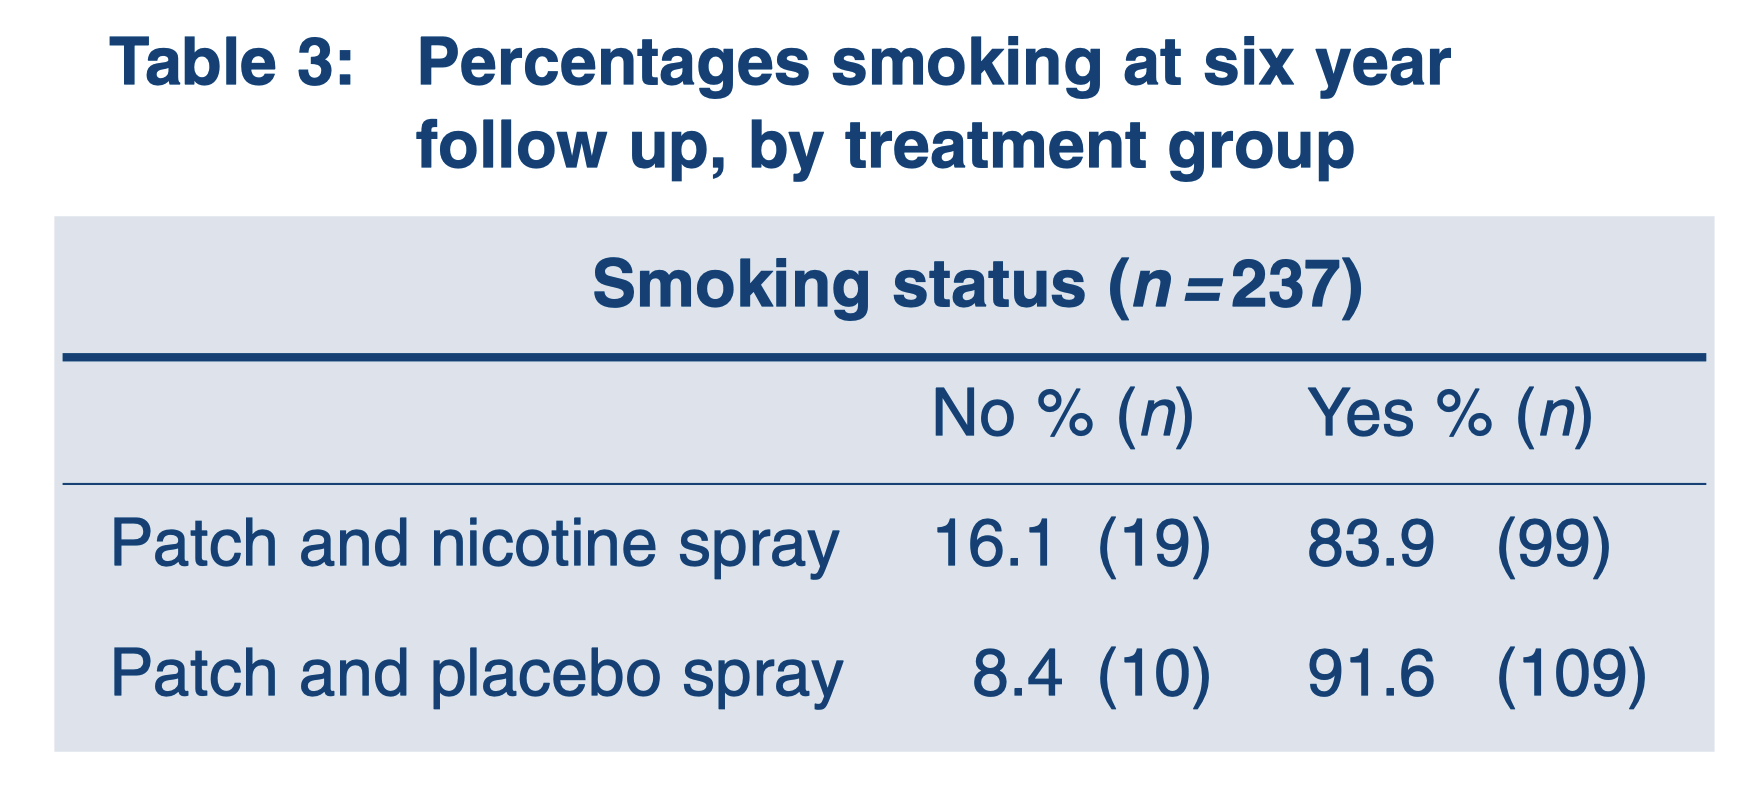 Table 3: Percentages smoking at six year
follow up, by treatment group
Smoking status (n=237)
No % (n) Yes % (n)
Patch and nicotine spray 16.1 (19) 83.9 (99)
Patch and placebo spray 8.4 (10) 91.6 (109)